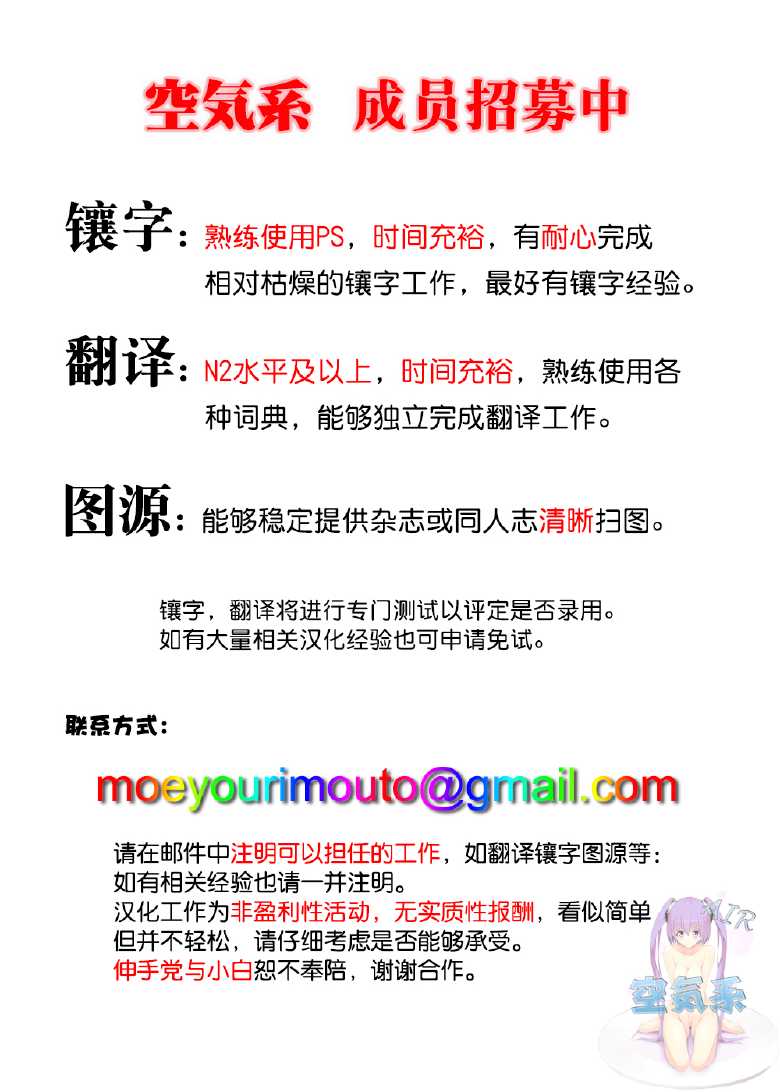 空気系 成员招募中
镶字：熟练使用PS，时间充裕，有耐心完成
相对枯燥的镶字工作，最好有镶字经验。
翻译：N2水平及以上，时间充裕，熟练使用各
种词典，能够独立完成翻译工作。
图源：能够稳定提供杂志或同人志清晰扫图。
镶字，翻译将进行专门测试以评定是否录用。
如有大量相关汉化经验也可申请免试。
联系方式：
moeyourimouto@gmail.com
请在邮件中注明可以担任的工作，如翻译镶字图源等；
如有相关经验也请一并注明。
汉化工作为非盈利性活动，无实质性报酬，看似简单
但并不轻松，请仔细考虑是否能够承受。
伸手党与小白恕不奉陪，谢谢合作。
AIR
空気系